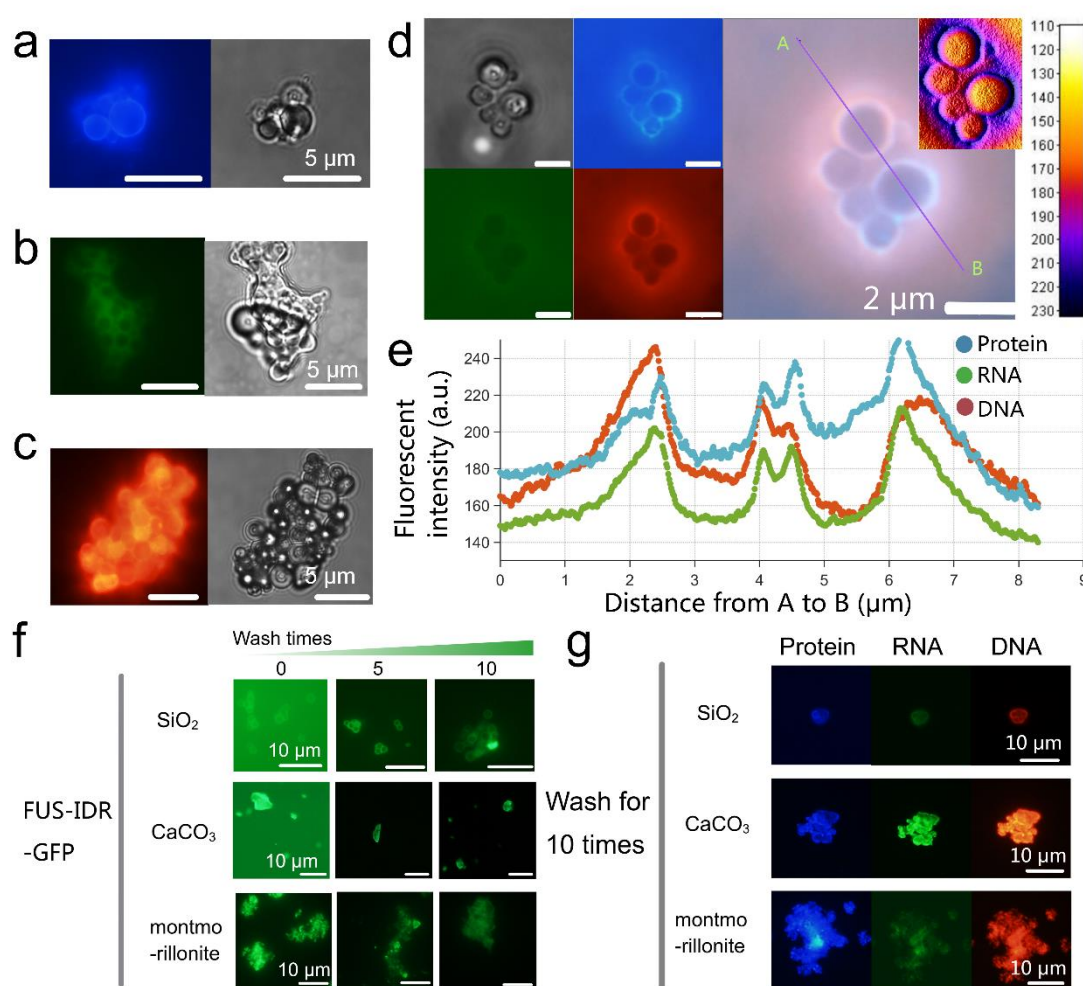 a
5 μm
b
5 μm
c
5 μm
d
A
B
2 μm
110
120
130
140
150
160
170
180
190
200
210
220
230
e
Fluorescent
intensity (a.u.)
240
220
200
180
160
140
Protein
RNA
DNA
0 1 2 3 4 5 6 7 8 9
Distance from A to B (μm)
f
Wash times
0 5 10
SiO₂
10 μm
FUS-IDR
-GFP
CaCO₃
10 μm
montmo
-rillonite
10 μm
g
Protein RNA DNA
SiO₂
10 μm
Wash for
10 times
CaCO₃
10 μm
montmo
-rillonite
10 μm